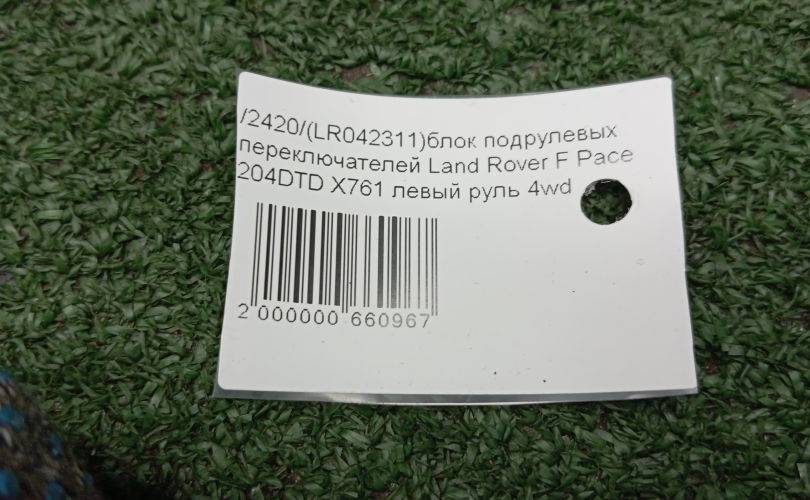 /2420/(LR042311)блок подрулевых
переключателей Land Rover F Pace
204DTD X761 левый руль 4wd
2 000000 660967